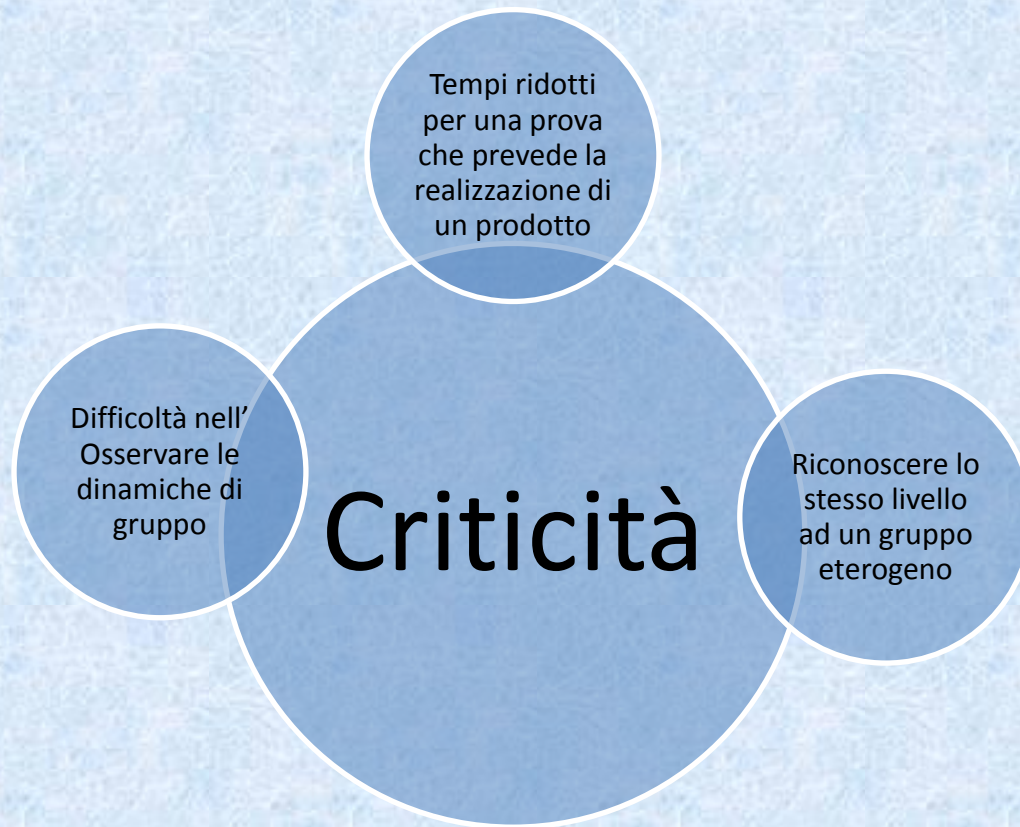 Tempi ridotti
per una prova
che prevede la
realizzazione di
un prodotto
Difficoltà nell’
Osservare le
dinamiche di
gruppo
Criticità
Riconoscere lo
stesso livello
ad un gruppo
eterogeno